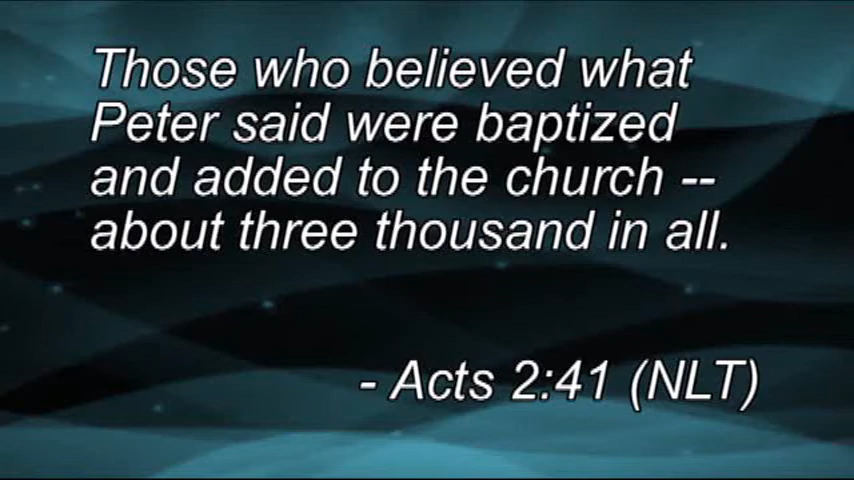 Those who believed what
Peter said were baptized
and added to the church --
about three thousand in all.
- Acts 2:41 (NLT)